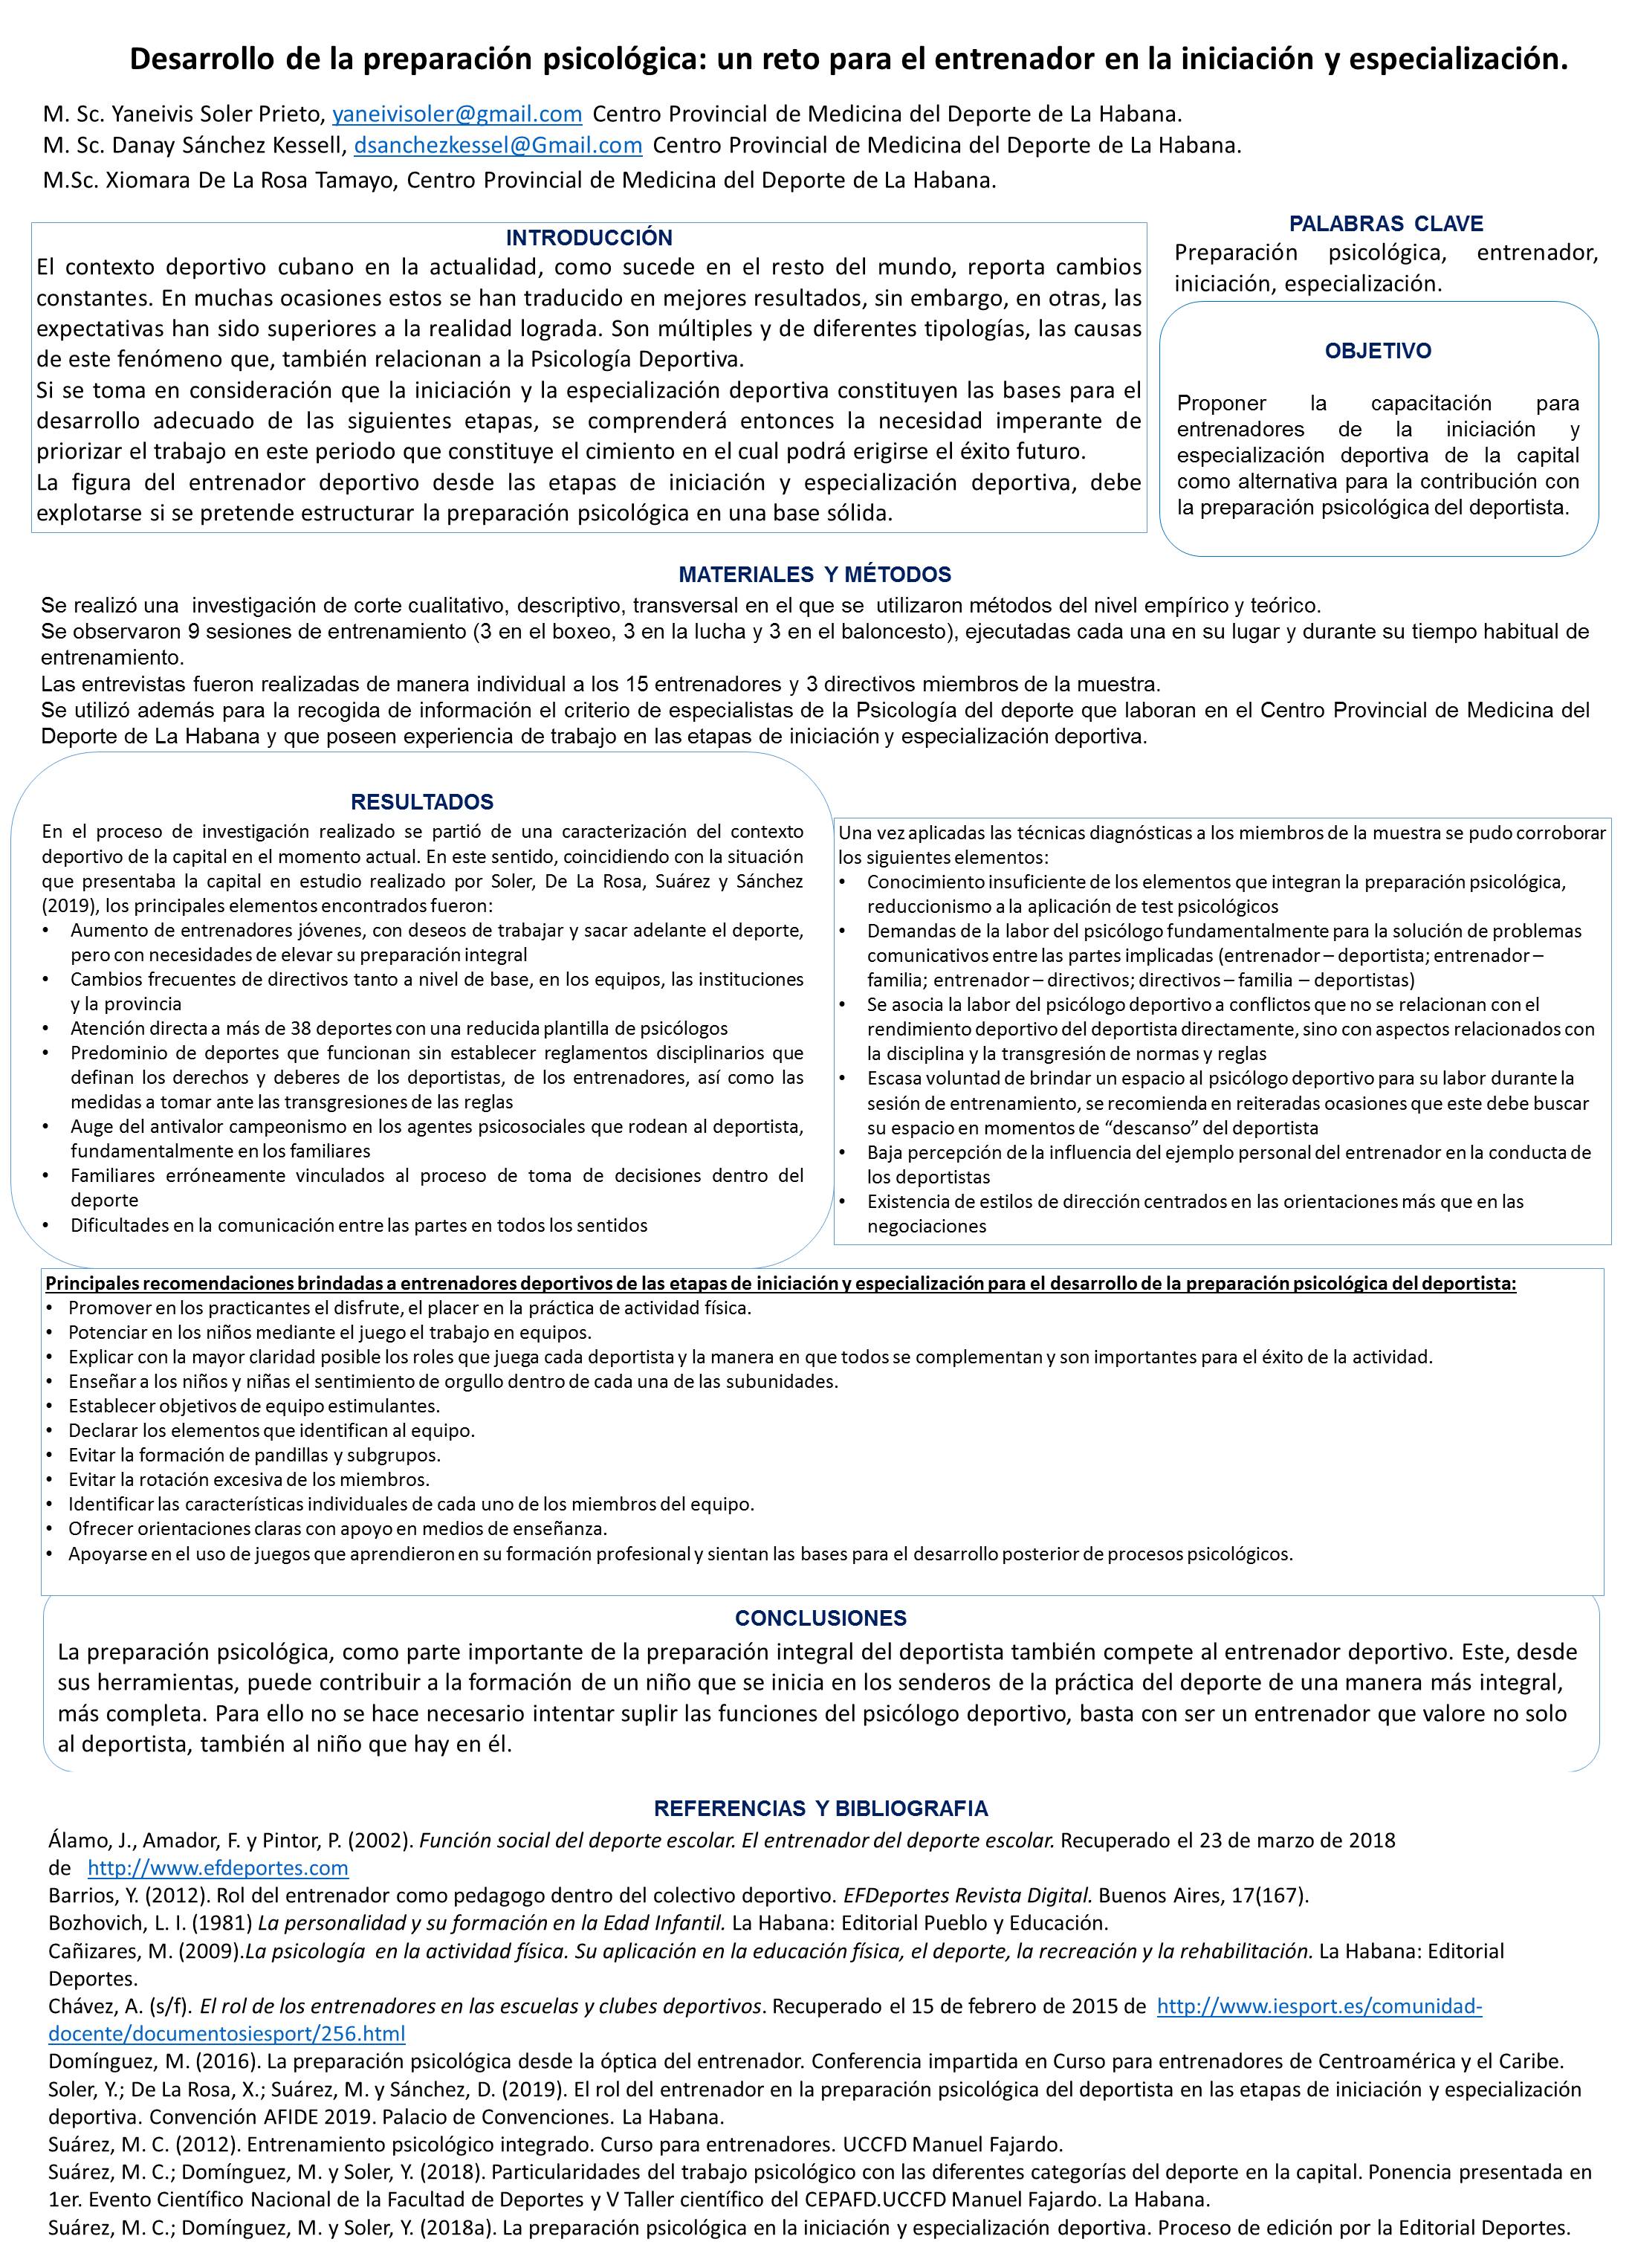 Desarrollo de la preparación psicológica: un reto para el entrenador en la iniciación y especialización.
M. Sc. Yaneivis Soler Prieto, yaneivisoler@gmail.com Centro Provincial de Medicina del Deporte de La Habana.
M. Sc. Danay Sánchez Kessell, dsanchezkessel@Gmail.com Centro Provincial de Medicina del Deporte de La Habana.
M.Sc. Xiomara De La Rosa Tamayo, Centro Provincial de Medicina del Deporte de La Habana.
INTRODUCCIÓN
El contexto deportivo cubano en la actualidad, como sucede en el resto del mundo, reporta cambios
constantes. En muchas ocasiones estos se han traducido en mejores resultados, sin embargo, en otras, las
expectativas han sido superiores a la realidad lograda. Son múltiples y de diferentes tipologías, las causas
de este fenómeno que, también relacionan a la Psicología Deportiva.
Si se toma en consideración que la iniciación y la especialización deportiva constituyen las bases para el
desarrollo adecuado de las siguientes etapas, se comprenderá entonces la necesidad imperante de
priorizar el trabajo en este periodo que constituye el cimiento en el cual podrá erigirse el éxito futuro.
La figura del entrenador deportivo desde las etapas de iniciación y especialización deportiva, debe
explotarse si se pretende estructurar la preparación psicológica en una base sólida.
PALABRAS CLAVE
Preparación psicológica, entrenador,
iniciación, especialización.
OBJETIVO
Proponer la capacitación para
entrenadores de la iniciación y
especialización deportiva de la capital
como alternativa para la contribución con
la preparación psicológica del deportista.
MATERIALES Y MÉTODOS
Se realizó una investigación de corte cualitativo, descriptivo, transversal en el que se utilizaron métodos del nivel empírico y teórico.
Se observaron 9 sesiones de entrenamiento (3 en el boxeo, 3 en la lucha y 3 en el baloncesto), ejecutadas cada una en su lugar y durante su tiempo habitual de
entrenamiento.
Las entrevistas fueron realizadas de manera individual a los 15 entrenadores y 3 directivos miembros de la muestra.
Se utilizó además para la recogida de información el criterio de especialistas de la Psicología del deporte que laboran en el Centro Provincial de Medicina del
Deporte de La Habana y que poseen experiencia de trabajo en las etapas de iniciación y especialización deportiva.
RESULTADOS
En el proceso de investigación realizado se partió de una caracterización del contexto
deportivo de la capital en el momento actual. En este sentido, coincidiendo con la situación
que presentaba la capital en estudio realizado por Soler, De La Rosa, Suárez y Sánchez
(2019), los principales elementos encontrados fueron:
• Aumento de entrenadores jóvenes, con deseos de trabajar y sacar adelante el deporte,
pero con necesidades de elevar su preparación integral
• Cambios frecuentes de directivos tanto a nivel de base, en los equipos, las instituciones
y la provincia
• Atención directa a más de 38 deportes con una reducida plantilla de psicólogos
• Predominio de deportes que funcionan sin establecer reglamentos disciplinarios que
definan los derechos y deberes de los deportistas, de los entrenadores, así como las
medidas a tomar ante las transgresiones de las reglas
• Auge del antivalor campeonismo en los agentes psicosociales que rodean al deportista,
fundamentalmente en los familiares
• Familiares erróneamente vinculados al proceso de toma de decisiones dentro del
deporte
• Dificultades en la comunicación entre las partes en todos los sentidos
Una vez aplicadas las técnicas diagnósticas a los miembros de la muestra se pudo corroborar
los siguientes elementos:
• Conocimiento insuficiente de los elementos que integran la preparación psicológica,
reduccionismo a la aplicación de test psicológicos
• Demandas de la labor del psicólogo fundamentalmente para la solución de problemas
comunicativos entre las partes implicadas (entrenador – deportista; entrenador –
familia; entrenador – directivos; directivos – familia – deportistas)
• Se asocia la labor del psicólogo deportivo a conflictos que no se relacionan con el
rendimiento deportivo del deportista directamente, sino con aspectos relacionados con
la disciplina y la transgresión de normas y reglas
• Escasa voluntad de brindar un espacio al psicólogo deportivo para su labor durante la
sesión de entrenamiento, se recomienda en reiteradas ocasiones que este debe buscar
su espacio en momentos de “descanso” del deportista
• Baja percepción de la influencia del ejemplo personal del entrenador en la conducta de
los deportistas
• Existencia de estilos de dirección centrados en las orientaciones más que en las
negociaciones
Principales recomendaciones brindadas a entrenadores deportivos de las etapas de iniciación y especialización para el desarrollo de la preparación psicológica del deportista:
• Promover en los practicantes el disfrute, el placer en la práctica de actividad física.
• Potenciar en los niños mediante el juego el trabajo en equipos.
• Explicar con la mayor claridad posible los roles que juega cada deportista y la manera en que todos se complementan y son importantes para el éxito de la actividad.
• Enseñar a los niños y niñas el sentimiento de orgullo dentro de cada una de las subunidades.
• Establecer objetivos de equipo estimulantes.
• Declarar los elementos que identifican al equipo.
• Evitar la formación de pandillas y subgrupos.
• Evitar la rotación excesiva de los miembros.
• Identificar las características individuales de cada uno de los miembros del equipo.
• Ofrecer orientaciones claras con apoyo en medios de enseñanza.
• Apoyarse en el uso de juegos que aprendieron en su formación profesional y sientan las bases para el desarrollo posterior de procesos psicológicos.
CONCLUSIONES
La preparación psicológica, como parte importante de la preparación integral del deportista también compete al entrenador deportivo. Este, desde
sus herramientas, puede contribuir a la formación de un niño que se inicia en los senderos de la práctica del deporte de una manera más integral,
más completa. Para ello no se hace necesario intentar suplir las funciones del psicólogo deportivo, basta con ser un entrenador que valore no solo
al deportista, también al niño que hay en él.
REFERENCIAS Y BIBLIOGRAFIA
Álamo, J., Amador, F. y Pintor, P. (2002). Función social del deporte escolar. El entrenador del deporte escolar. Recuperado el 23 de marzo de 2018
de http://www.efdeportes.com
Barrios, Y. (2012). Rol del entrenador como pedagogo dentro del colectivo deportivo. EFDeportes Revista Digital. Buenos Aires, 17(167).
Bozhovich, L. I. (1981) La personalidad y su formación en la Edad Infantil. La Habana: Editorial Pueblo y Educación.
Cañizares, M. (2009).La psicología en la actividad física. Su aplicación en la educación física, el deporte, la recreación y la rehabilitación. La Habana: Editorial
Deportes.
Chávez, A. (s/f). El rol de los entrenadores en las escuelas y clubes deportivos. Recuperado el 15 de febrero de 2015 de http://www.iesport.es/comunidad-
docente/documentosiesport/256.html
Domínguez, M. (2016). La preparación psicológica desde la óptica del entrenador. Conferencia impartida en Curso para entrenadores de Centroamérica y el Caribe.
Soler, Y.; De La Rosa, X.; Suárez, M. y Sánchez, D. (2019). El rol del entrenador en la preparación psicológica del deportista en las etapas de iniciación y especialización
deportiva. Convención AFIDE 2019. Palacio de Convenciones. La Habana.
Suárez, M. C. (2012). Entrenamiento psicológico integrado. Curso para entrenadores. UCCFD Manuel Fajardo.
Suárez, M. C.; Domínguez, M. y Soler, Y. (2018). Particularidades del trabajo psicológico con las diferentes categorías del deporte en la capital. Ponencia presentada en
1er. Evento Científico Nacional de la Facultad de Deportes y V Taller científico del CEPAFD.UCCFD Manuel Fajardo. La Habana.
Suárez, M. C.; Domínguez, M. y Soler, Y. (2018a). La preparación psicológica en la iniciación y especialización deportiva. Proceso de edición por la Editorial Deportes.